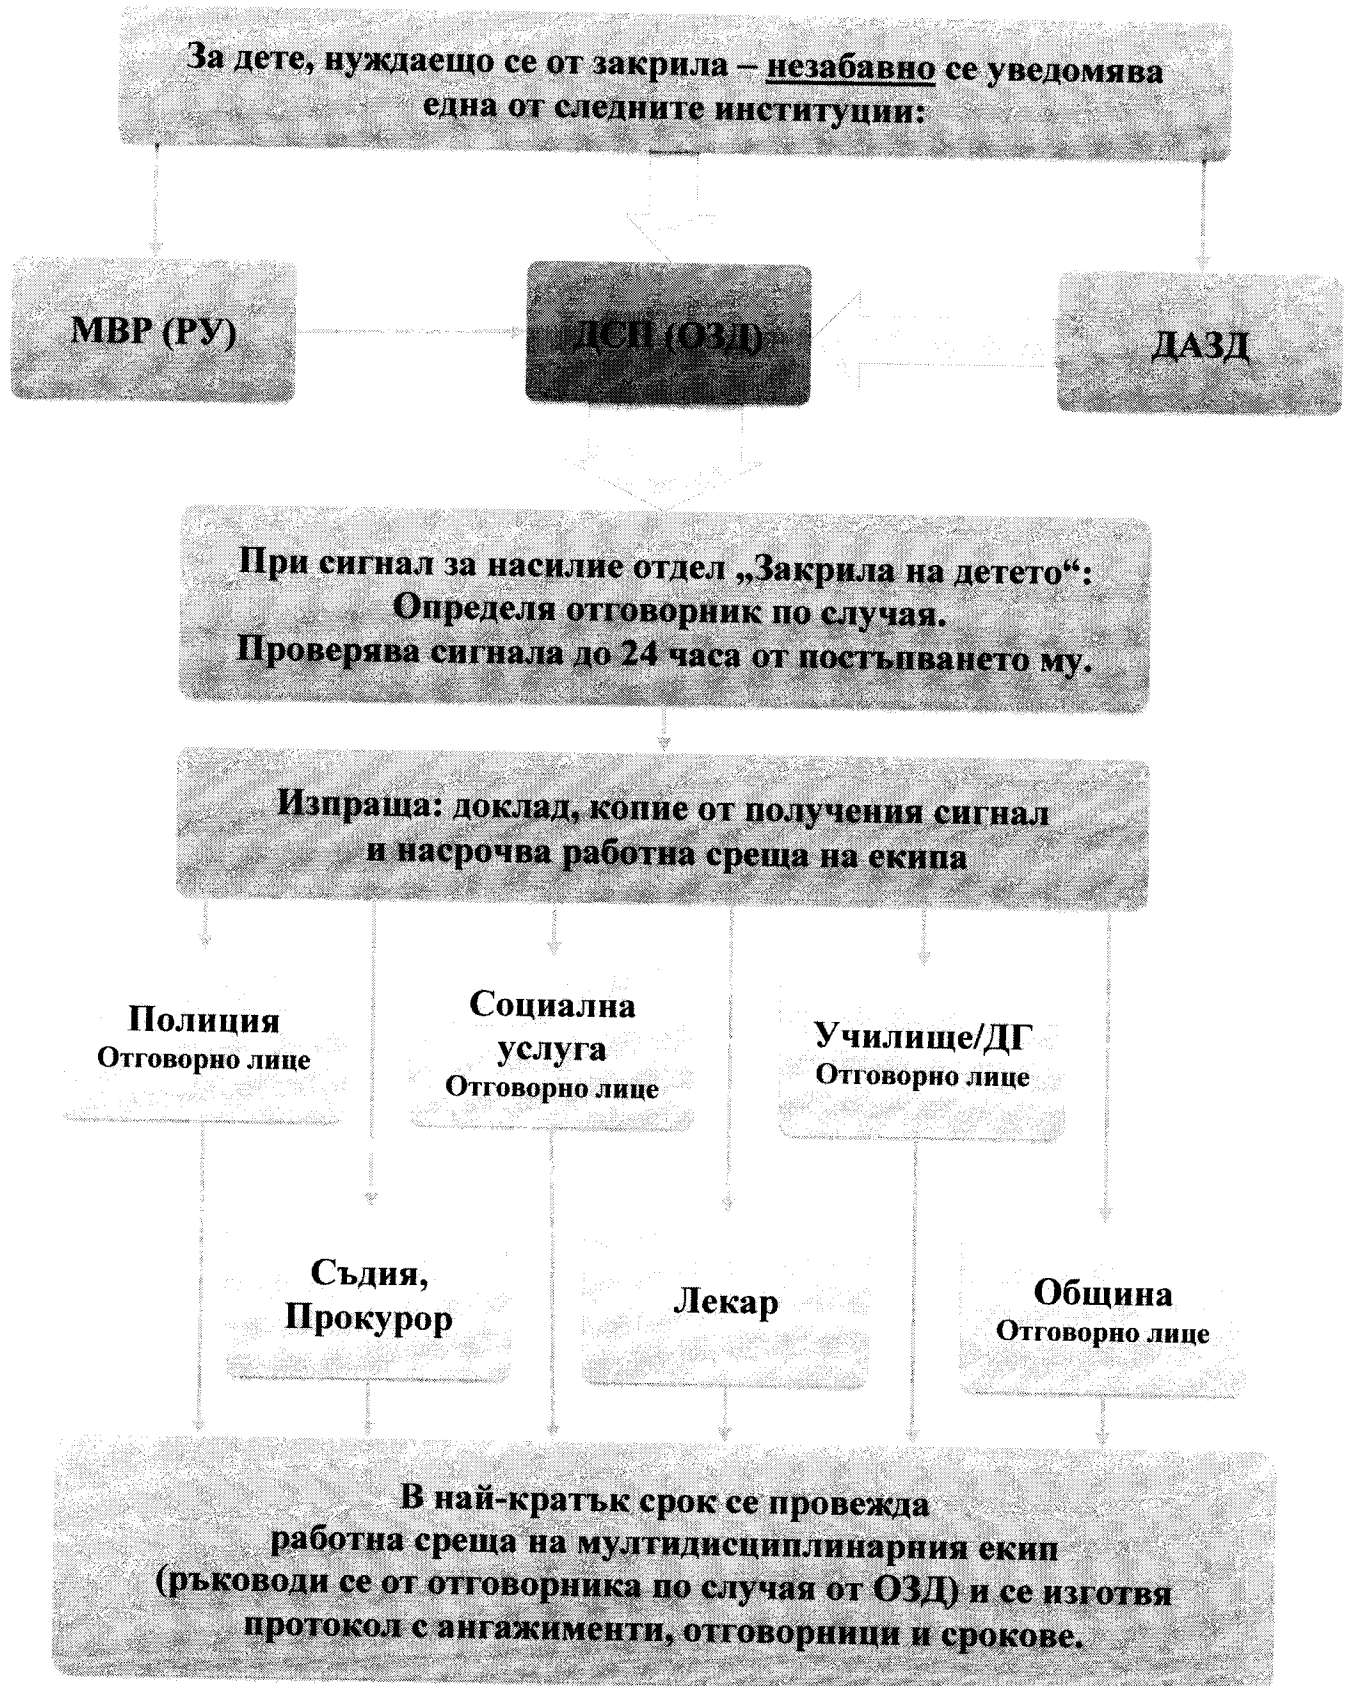 За дете, нуждаещо се от закрила – незабавно се уведомява
една от следните институции:
МВР (РУ)
ДСП (ОЗД)
ДАЗД
При сигнал за насилие отдел „Закрила на детето“:
Определя отговорник по случая.
Проверява сигнала до 24 часа от постъпването му.
Изпраща: доклад, копие от получения сигнал
и насрочва работна среща на екипа
Полиция
Отговорно лице
Социална
услуга
Отговорно лице
Училище/ДГ
Отговорно лице
Съдия,
Прокурор
Лекар
Община
Отговорно лице
В най-кратък срок се провежда
работна среща на мултидисциплинарния екип
(ръководи се от отговорника по случая от ОЗД) и се изготвя
протокол с ангажименти, отговорници и срокове.